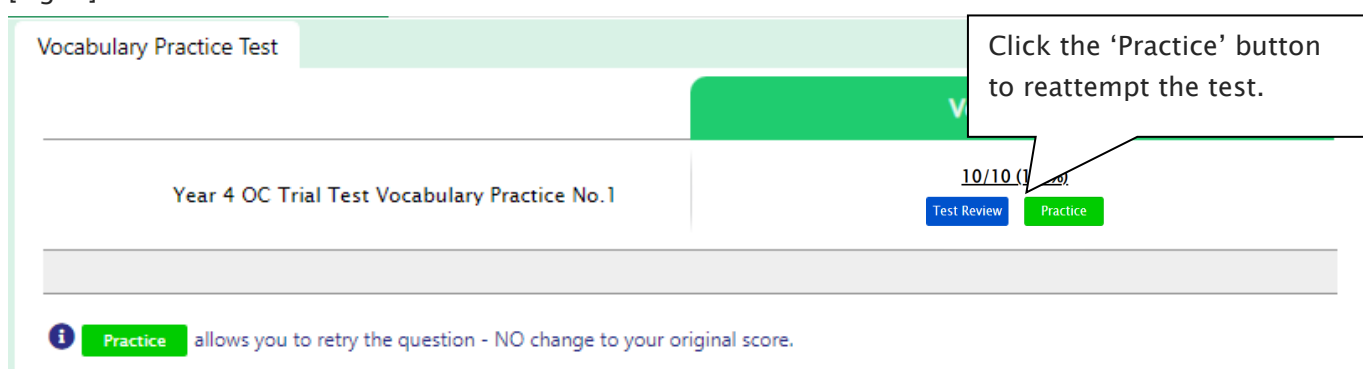 Vocabulary Practice Test
Click the ‘Practice’ button
to reattempt the test.
Year 4 OC Trial Test Vocabulary Practice No.1
10/10
Test Review
Practice
Practice allows you to retry the question - NO change to your original score.